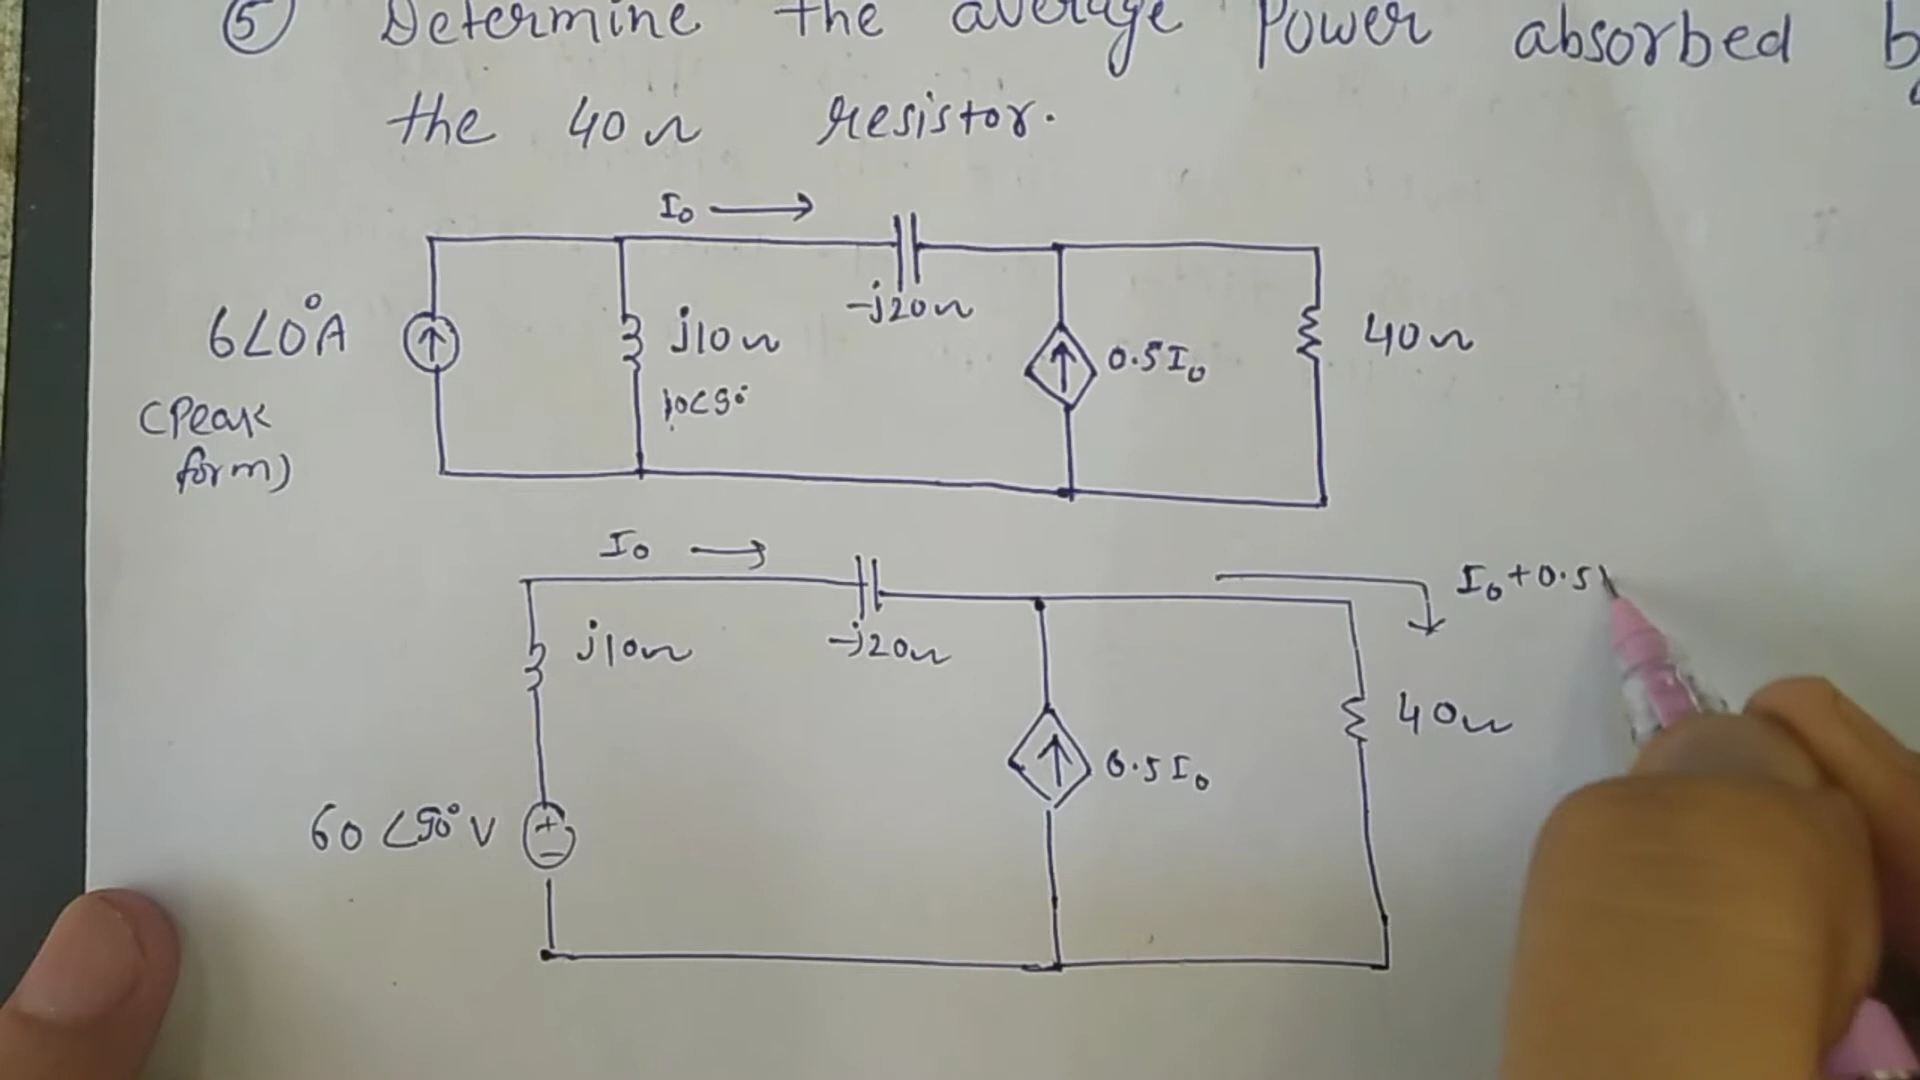 ⑤ Determine the average Power absorbed b
the 40Ω resistor.
I₀ →
-j20Ω
6∠0°A
j10Ω
0.5I₀
40Ω
10∠90°
(Peak
form)
I₀ →
I₀+0.5
j10Ω
-j20Ω
40Ω
0.5I₀
60∠90°V